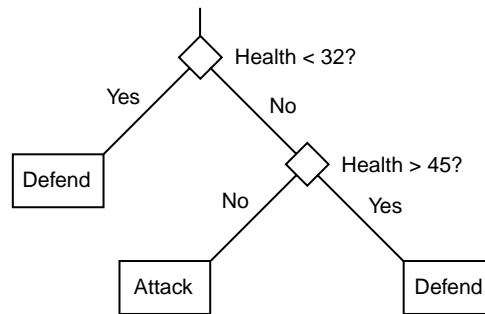 Health < 32?
Yes
No
Defend
Health > 45?
No
Yes
Attack
Defend